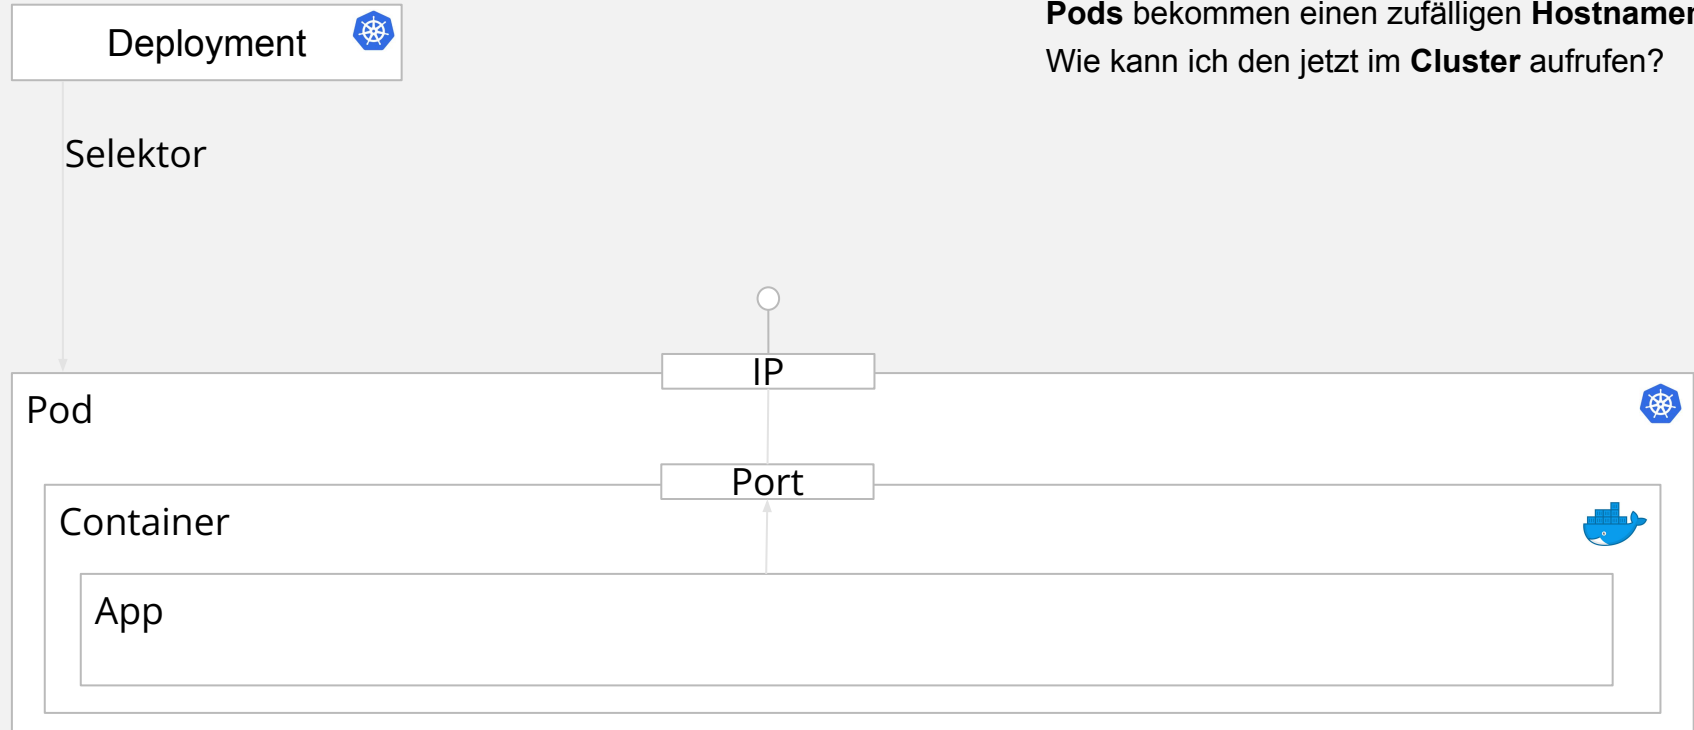 Deployment
Pods bekommen einen zufälligen Hostnamen
Wie kann ich den jetzt im Cluster aufrufen?
Selektor
IP
Pod
Port
Container
App